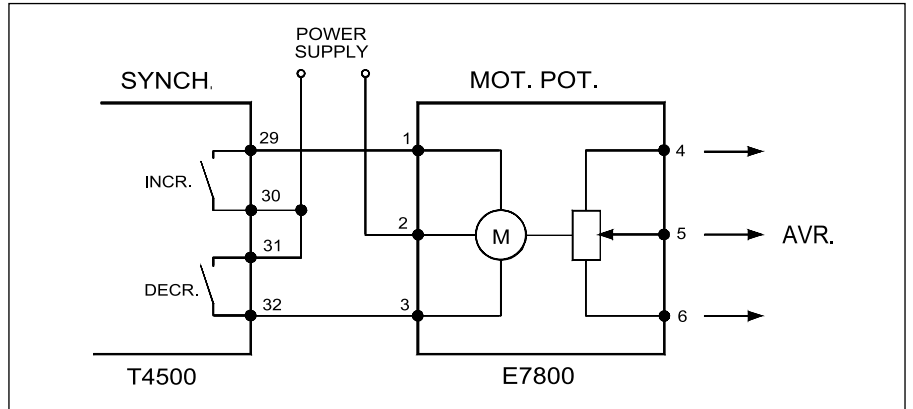 POWER
SUPPLY
SYNCH.
MOT. POT.
29
1
4
INCR.
30
2
M
5
AVR.
31
DECR.
32
3
6
T4500
E7800